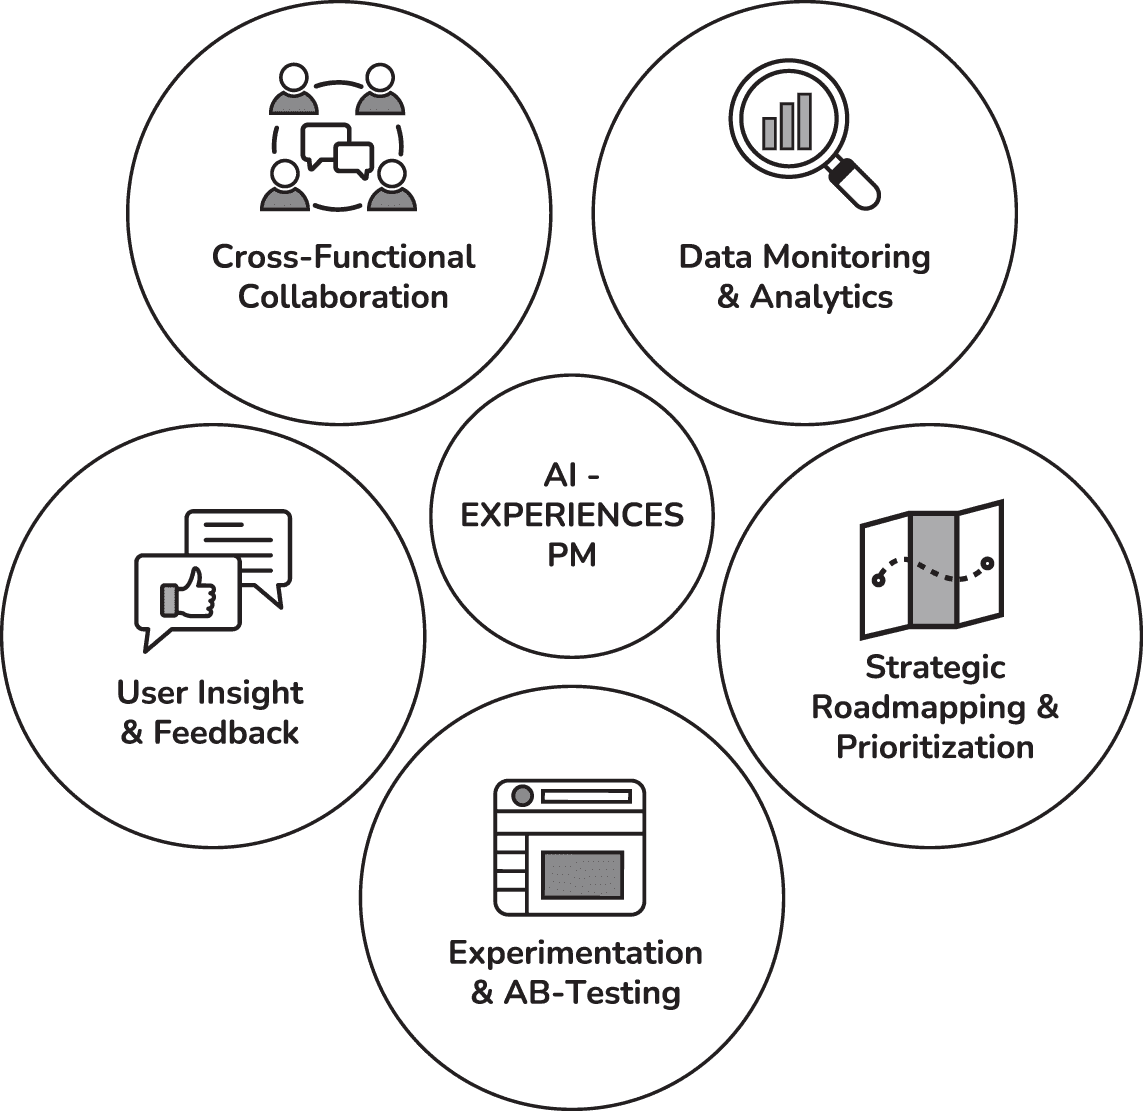 Cross-Functional
Collaboration
Data Monitoring
& Analytics
AI -
EXPERIENCES
PM
User Insight
& Feedback
Strategic
Roadmapping &
Prioritization
Experimentation
& AB-Testing